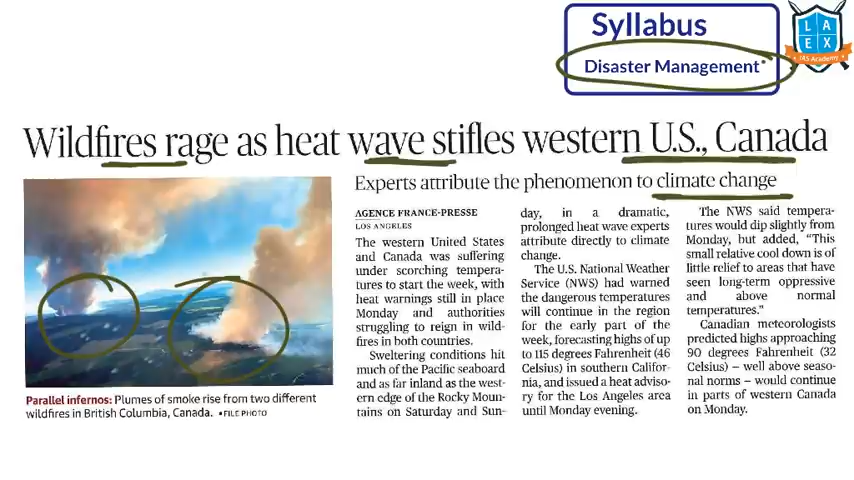 Syllabus
Disaster Management*
L A
E X
IAS Academy
Wildfires rage as heat wave stifles western U.S., Canada
Experts attribute the phenomenon to climate change
Parallel infernos: Plumes of smoke rise from two different
wildfires in British Columbia, Canada. •FILE PHOTO
AGENCE FRANCE-PRESSE
LOS ANGELES
The western United States
and Canada was suffering
under scorching tempera-
tures to start the week, with
heat warnings still in place
Monday and authorities
struggling to reign in wild-
fires in both countries.
Sweltering conditions hit
much of the Pacific seaboard
and as far inland as the west-
ern edge of the Rocky Moun-
tains on Saturday and Sun-
day, in a dramatic,
prolonged heat wave experts
attribute directly to climate
change.
The U.S. National Weather
Service (NWS) had warned
the dangerous temperatures
will continue in the region
for the early part of the
week, forecasting highs of up
to 115 degrees Fahrenheit (46
Celsius) in southern Califor-
nia, and issued a heat adviso-
ry for the Los Angeles area
until Monday evening.
The NWS said tempera-
tures would dip slightly from
Monday, but added, “This
small relative cool down is of
little relief to areas that have
seen long-term oppressive
and above normal
temperatures.”
Canadian meteorologists
predicted highs approaching
90 degrees Fahrenheit (32
Celsius) – well above seaso-
nal norms – would continue
in parts of western Canada
on Monday.